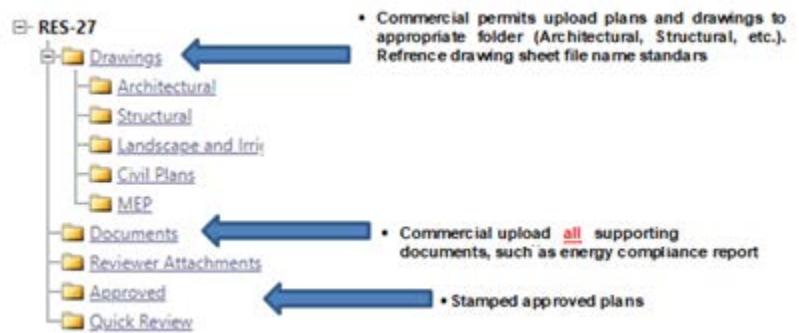 RES-27
Drawings
Architectural
Structural
Landscape and Irri
Civil Plans
MEP
Documents
Reviewer Attachments
Approved
Quick Review
• Commercial permits upload plans and drawings to
appropriate folder (Architectural, Structural, etc.).
Refrence drawing sheet file name standars
• Commercial upload all supporting
documents, such as energy compliance report
• Stamped approved plans